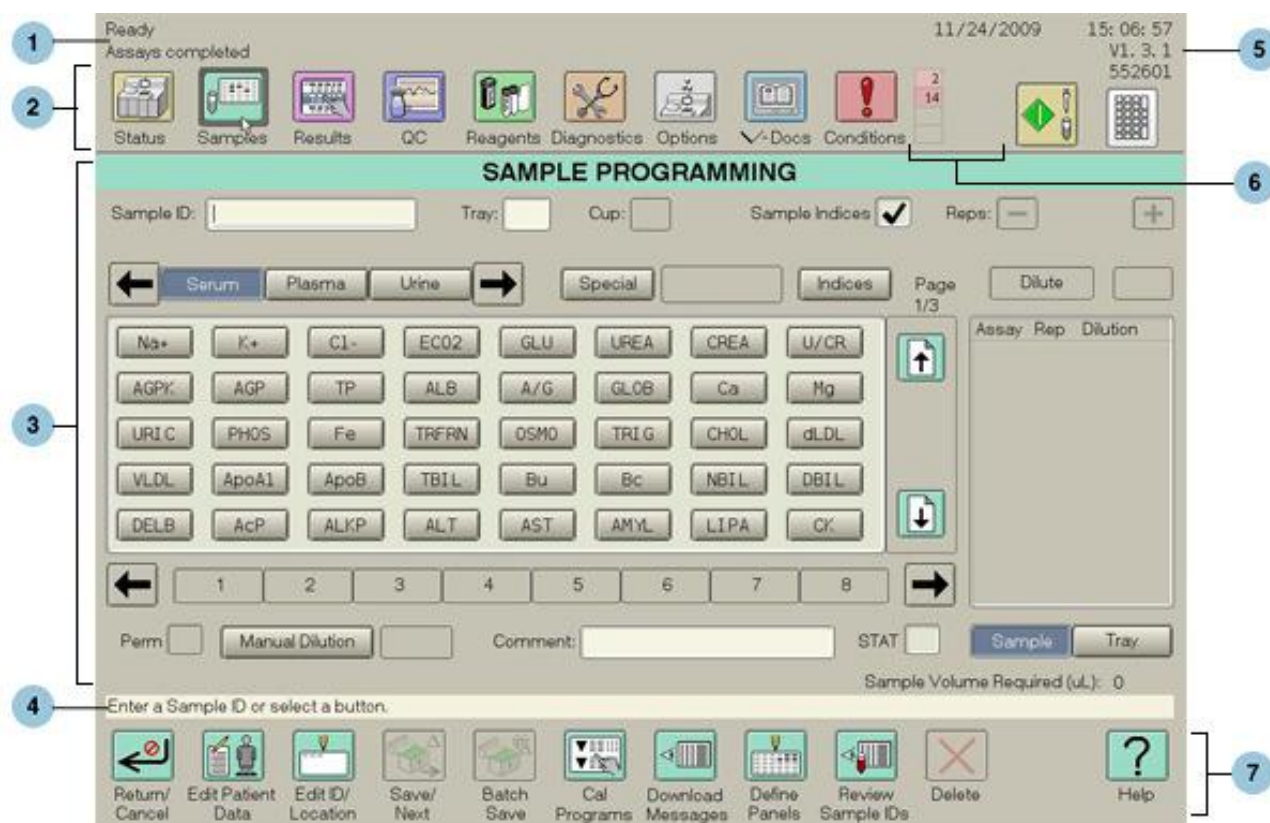 Ready
Assays completed
11/24/2009
15: 06: 57
V1. 3. 1
552601
1
2
3
4
5
6
7
2
14
Status Samples Results QC Reagents Diagnostics Options V-Docs Conditions
SAMPLE PROGRAMMING
Sample ID: Tray: Cup: Sample Indices Reps:
Serum Plasma Urine Special Indices Page Dilute
1/3
Assay Rep Dilution
Na+ K+ Cl- ECO2 GLU UREA CREA U/CR
AGPK AGP TP ALB A/G GLOB Ca Mg
URIC PHOS Fe TRFRN OSMO TRIG CHOL dLDL
VLDL ApoA1 ApoB TBIL Bu Bc NBIL DBIL
DELB AcP ALKP ALT AST AMYL LIPA CK
1 2 3 4 5 6 7 8
Perm Manual Dilution Comment: STAT Sample Tray
Sample Volume Required (uL): 0
Enter a Sample ID or select a button.
Return/ Edit Patient Edit ID/ Save/ Batch Cal Download Define Review Delete Help
Cancel Data Location Next Save Programs Messages Panels Sample IDs